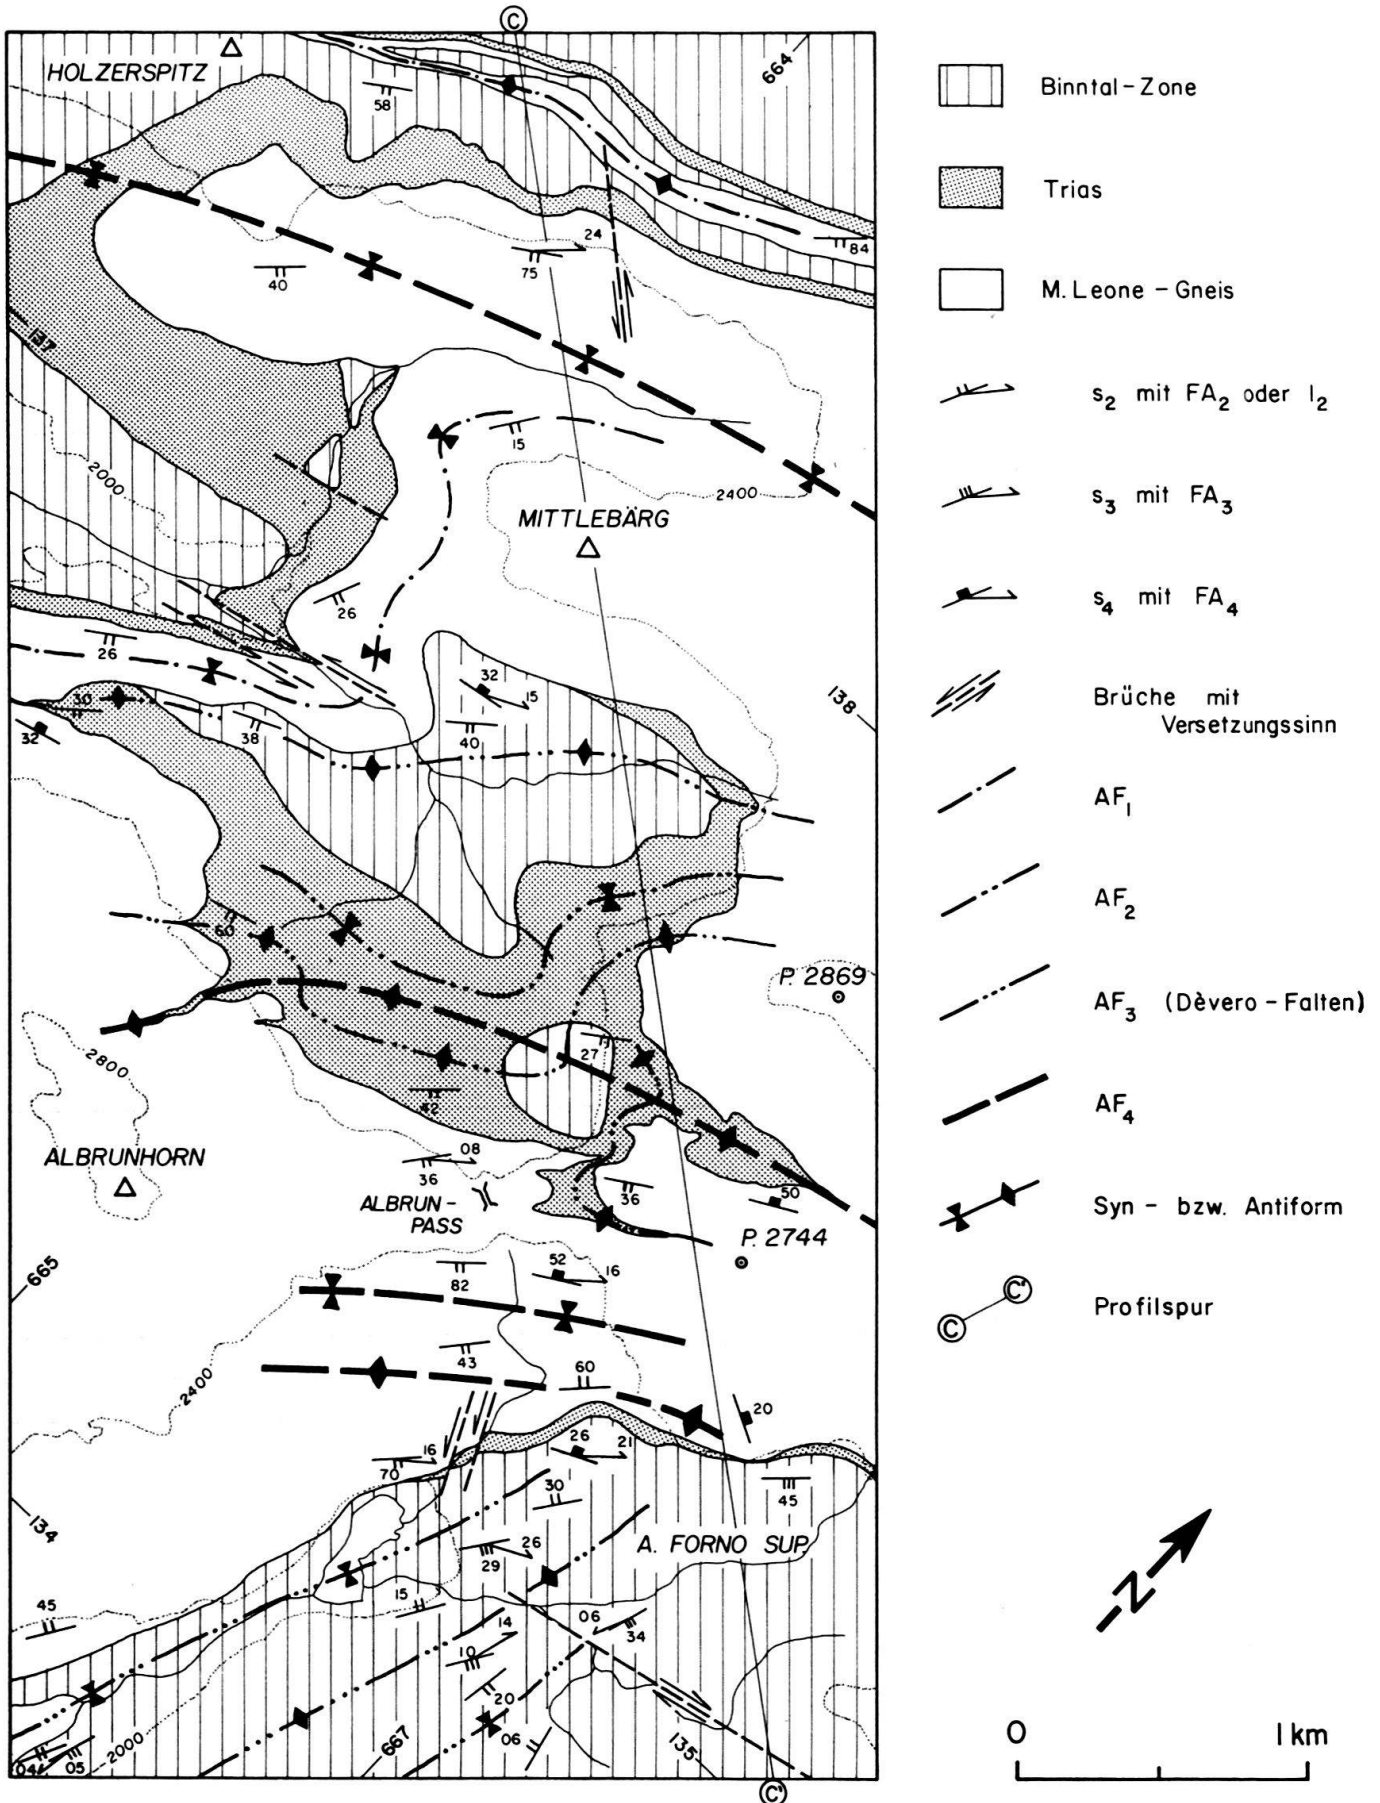 C
664
HOLZERSPITZ
58
84
24
75
40
137
15
2000
2400
MITTLEBÄRG
26
26
32
15
138
30
32
38
40
60
P. 2869
27
2800
42
ALBRUNHORN
08
36
ALBRUN-
PASS
36
50
P. 2744
665
52
16
82
43
60
2400
20
16
70
26
21
45
30
134
A. FORNO SUP.
26
29
15
45
06
14
34
10
20
2000
667
06
135
04
05
C'
Binntal-Zone
Trias
M. Leone - Gneis
s2 mit FA2 oder l2
s3 mit FA3
s4 mit FA4
Brüche mit
Versetzungssinn
AF1
AF2
AF3 (Dèvero - Falten)
AF4
Syn - bzw. Antiform
C C' Profilspur
N
0 1 km